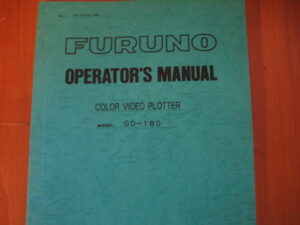 FURUNO
OPERATOR'S MANUAL
COLOR VIDEO PLOTTER
MODEL GD-180